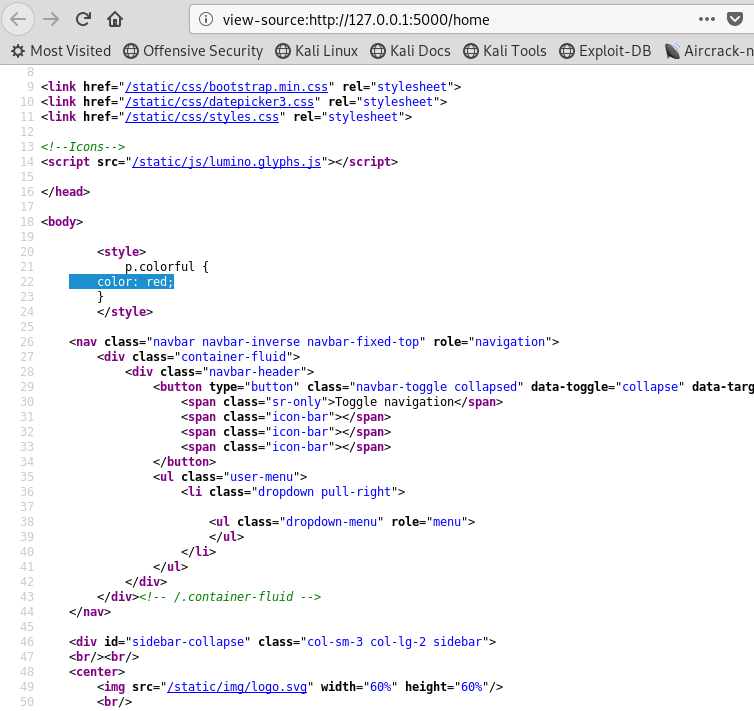 view-source:http://127.0.0.1:5000/home
Most Visited Offensive Security Kali Linux Kali Docs Kali Tools Exploit-DB Aircrack-n
8
9 <link href="/static/css/bootstrap.min.css" rel="stylesheet">
10 <link href="/static/css/datepicker3.css" rel="stylesheet">
11 <link href="/static/css/styles.css" rel="stylesheet">
12
13 <!--Icons-->
14 <script src="/static/js/lumino.glyphs.js"></script>
15
16 </head>
17
18 <body>
19
20 <style>
21 p.colorful {
22 color: red;
23 }
24 </style>
25
26 <nav class="navbar navbar-inverse navbar-fixed-top" role="navigation">
27 <div class="container-fluid">
28 <div class="navbar-header">
29 <button type="button" class="navbar-toggle collapsed" data-toggle="collapse" data-targ
30 <span class="sr-only">Toggle navigation</span>
31 <span class="icon-bar"></span>
32 <span class="icon-bar"></span>
33 <span class="icon-bar"></span>
34 </button>
35 <ul class="user-menu">
36 <li class="dropdown pull-right">
37
38 <ul class="dropdown-menu" role="menu">
39 </ul>
40 </li>
41 </ul>
42 </div>
43 </div><!-- /.container-fluid -->
44 </nav>
45
46 <div id="sidebar-collapse" class="col-sm-3 col-lg-2 sidebar">
47 <br/><br/>
48 <center>
49 <img src="/static/img/logo.svg" width="60%" height="60%"/>
50 <br/>